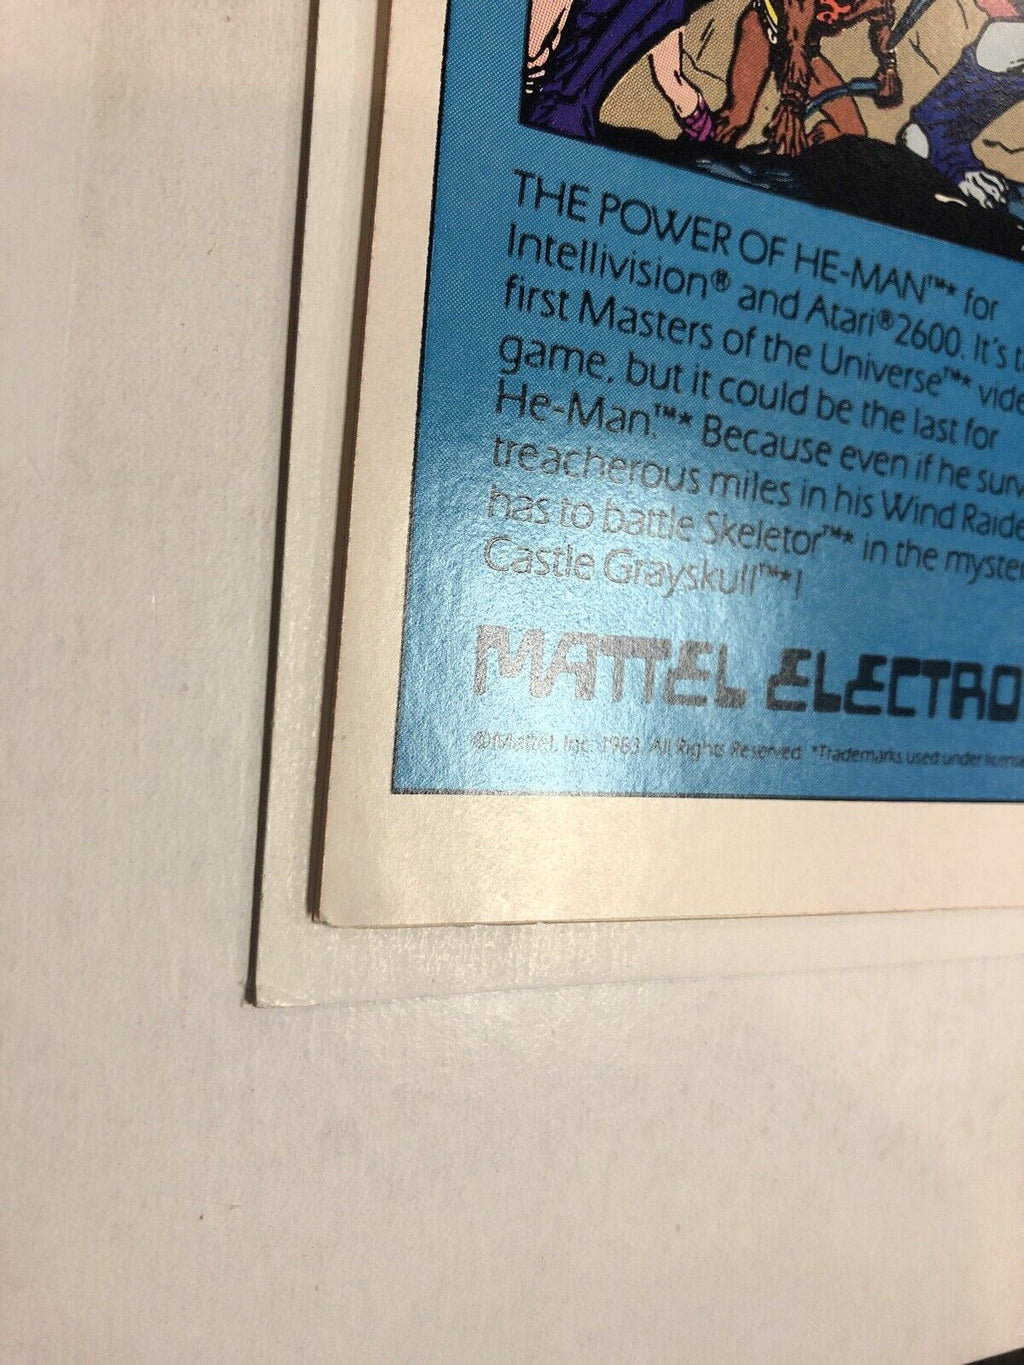 THE POWER OF HE-MAN™* for
Intellivision® and Atari® 2600. It's
first Masters of the Universe™*
game, but it could be the last for
He-Man.™* Because even if he
treacherous miles in his Wind
has to battle Skeletor™* in the
Castle Grayskull™*!
MATTEL
©Mattel, Inc. 1983. All Rights Reserved. *Trademarks used under